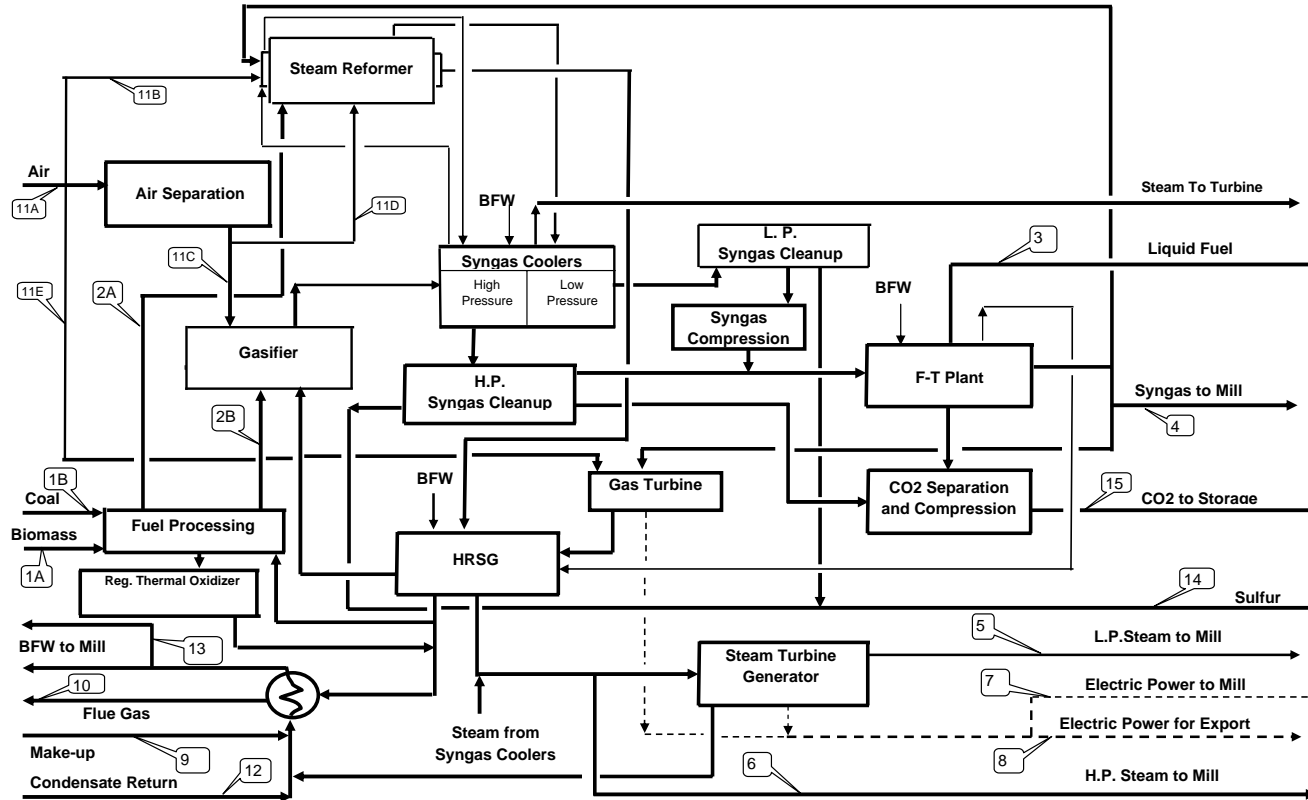 Steam Reformer
11B
Air
Air Separation
11A
11D
BFW
Steam To Turbine
L. P.
Syngas Cleanup
3
Liquid Fuel
11C
Syngas Coolers
High
Pressure
Low
Pressure
11E
2A
BFW
Syngas
Compression
Gasifier
F-T Plant
H.P.
Syngas Cleanup
Syngas to Mill
4
2B
1B
Coal
BFW
Gas Turbine
CO2 Separation
and Compression
15
CO2 to Storage
Fuel Processing
Biomass
1A
HRSG
Reg. Thermal Oxidizer
14
Sulfur
5
L.P.Steam to Mill
BFW to Mill
13
Steam Turbine
Generator
7
Electric Power to Mill
10
Flue Gas
Electric Power for Export
8
Steam from
Syngas Coolers
Make-up
9
6
H.P. Steam to Mill
Condensate Return
12